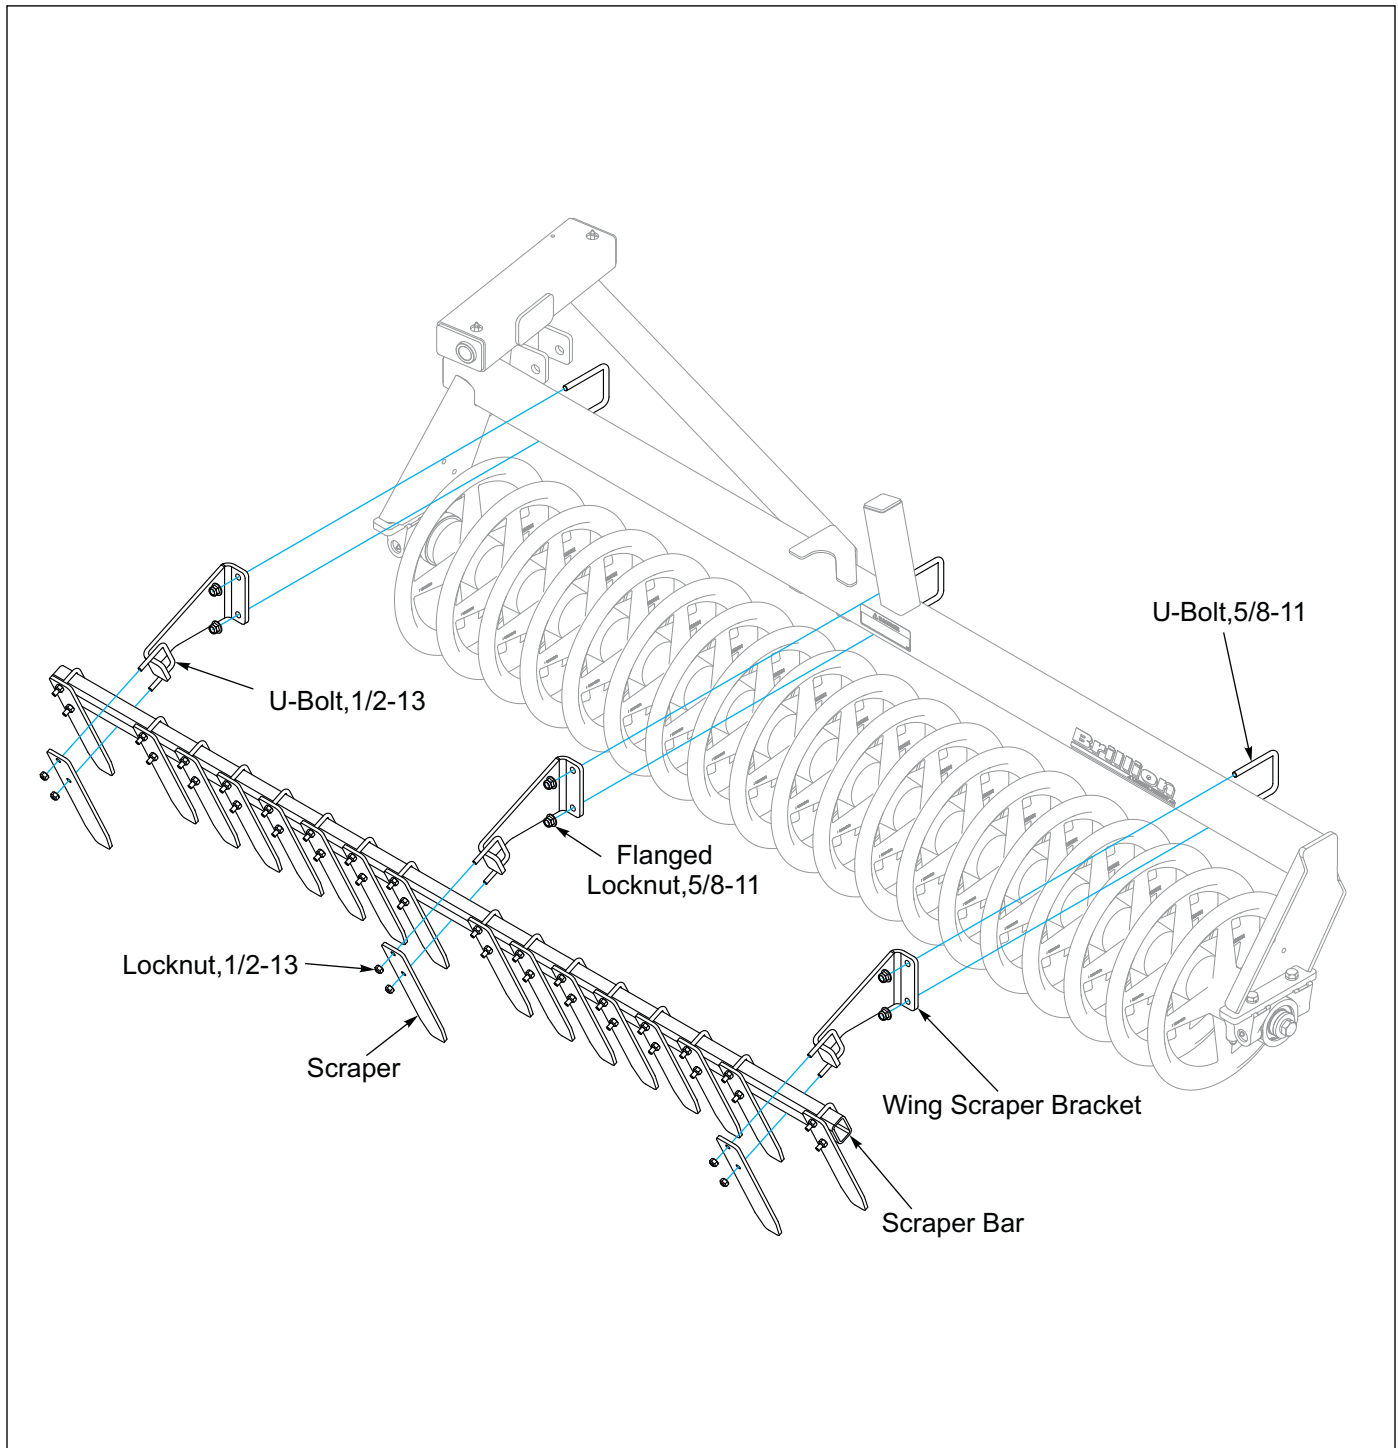 U-Bolt,5/8-11
U-Bolt,1/2-13
Brillion
Flanged
Locknut,5/8-11
Locknut,1/2-13
Scraper
Wing Scraper Bracket
Scraper Bar